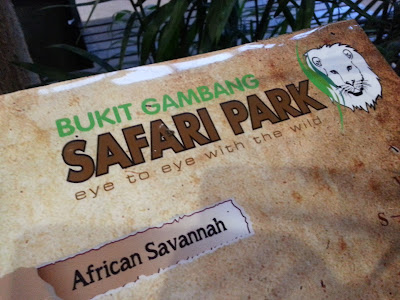 BUKIT GAMBANG
SAFARI PARK
eye to eye with the wild
African Savannah